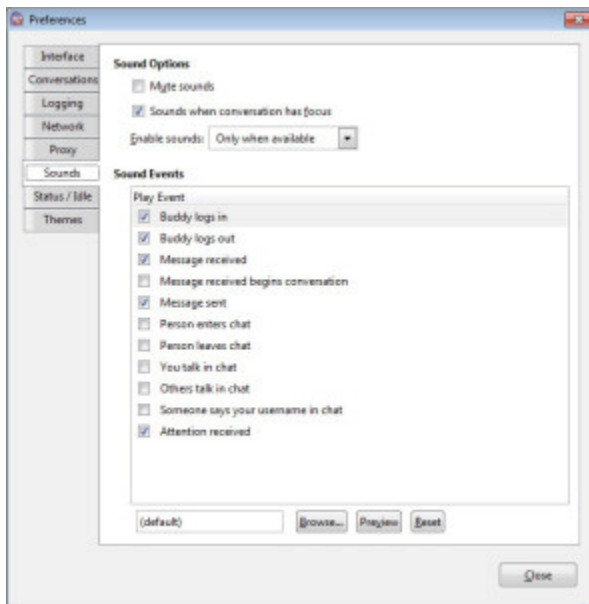 Preferences
Interface
Conversations
Logging
Network
Proxy
Sounds
Status / Idle
Themes
Sound Options
Mute sounds
Sounds when conversation has focus
Enable sounds: Only when available
Sound Events
Play Event
Buddy logs in
Buddy logs out
Message received
Message received begins conversation
Message sent
Person enters chat
Person leaves chat
You talk in chat
Others talk in chat
Someone says your username in chat
Attention received
(default) Browse... Preview Reset
Close